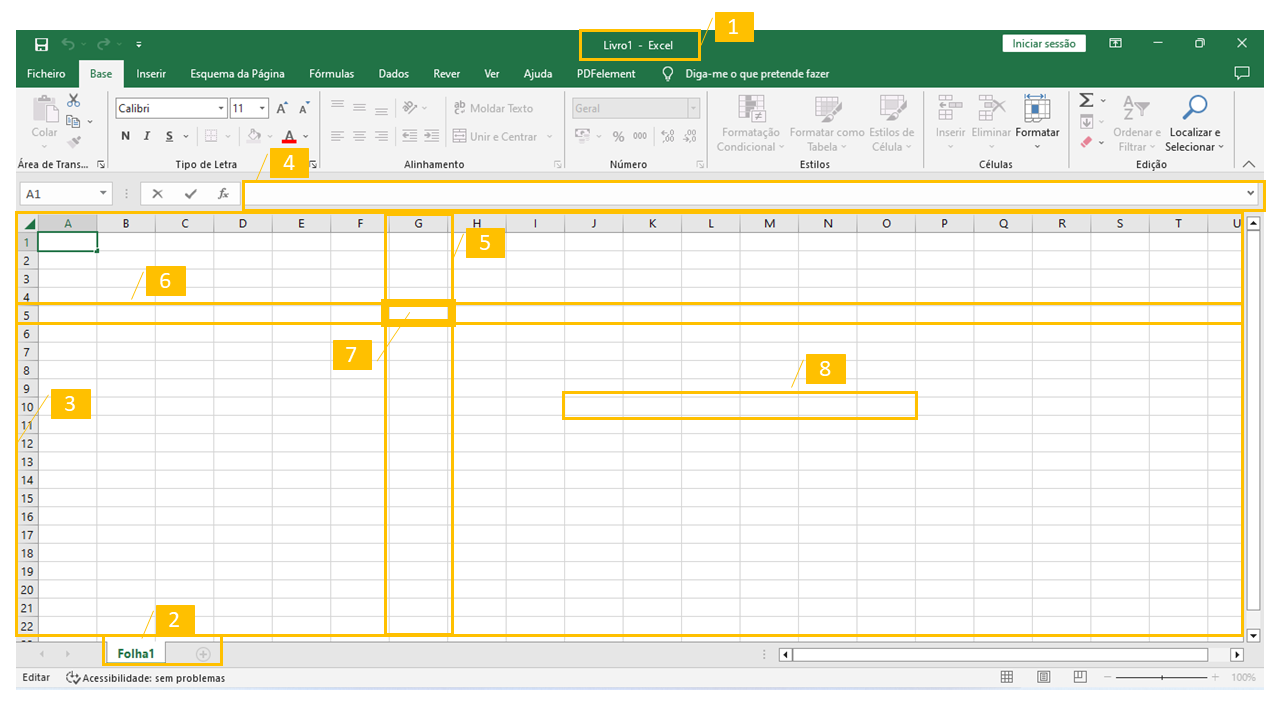 1
Livro1 - Excel
Iniciar sessão
Ficheiro Base Inserir Esquema da Página Fórmulas Dados Rever Ver Ajuda PDFelement Diga-me o que pretende fazer
Colar
Calibri 11 A A
N I S A
ab Moldar Texto
Unir e Centrar
Geral
% 000
Formatação Condicional
Formatar como Tabela
Estilos de Célula
Inserir Eliminar Formatar
Σ
A
Z
Ordenar e Filtrar
Localizar e Selecionar
Área de Trans... Tipo de Letra Alinhamento Número Estilos Células Edição
4
A1 fx
A B C D E F G H I J K L M N O P Q R S T U
1
5
2
3
6
4
5
6
7
7
8
8
9
3
10
11
12
13
14
15
16
17
18
19
20
21
2
22
Folha1
Editar Acessibilidade: sem problemas 100%